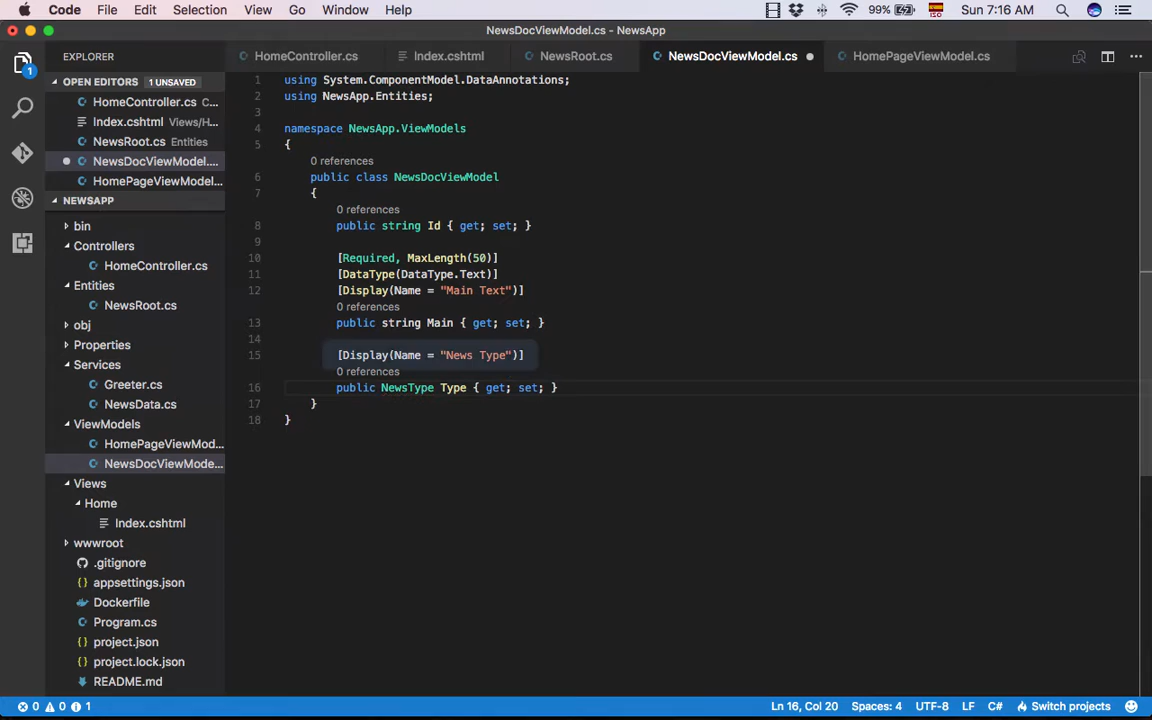 Code File Edit Selection View Go Window Help 99% ISO Sun 7:16 AM
NewsDocViewModel.cs - NewsApp
EXPLORER
HomeController.cs Index.cshtml NewsRoot.cs NewsDocViewModel.cs HomePageViewModel.cs
1
OPEN EDITORS 1 UNSAVED
HomeController.cs C...
Index.cshtml Views/H...
NewsRoot.cs Entities
NewsDocViewModel....
HomePageViewModel...
NEWSAPP
bin
Controllers
HomeController.cs
Entities
NewsRoot.cs
obj
Properties
Services
Greeter.cs
NewsData.cs
ViewModels
HomePageViewMod...
NewsDocViewMode...
Views
Home
Index.cshtml
wwwroot
.gitignore
appsettings.json
Dockerfile
Program.cs
project.json
project.lock.json
README.md
1 using System.ComponentModel.DataAnnotations;
2 using NewsApp.Entities;
3
4 namespace NewsApp.ViewModels
5 {
0 references
6 public class NewsDocViewModel
7 {
0 references
8 public string Id { get; set; }
9
10 [Required, MaxLength(50)]
11 [DataType(DataType.Text)]
12 [Display(Name = "Main Text")]
0 references
13 public string Main { get; set; }
14
15 [Display(Name = "News Type")]
0 references
16 public NewsType Type { get; set; }
17 }
18 }
0 0 1 Ln 16, Col 20 Spaces: 4 UTF-8 LF C# Switch projects